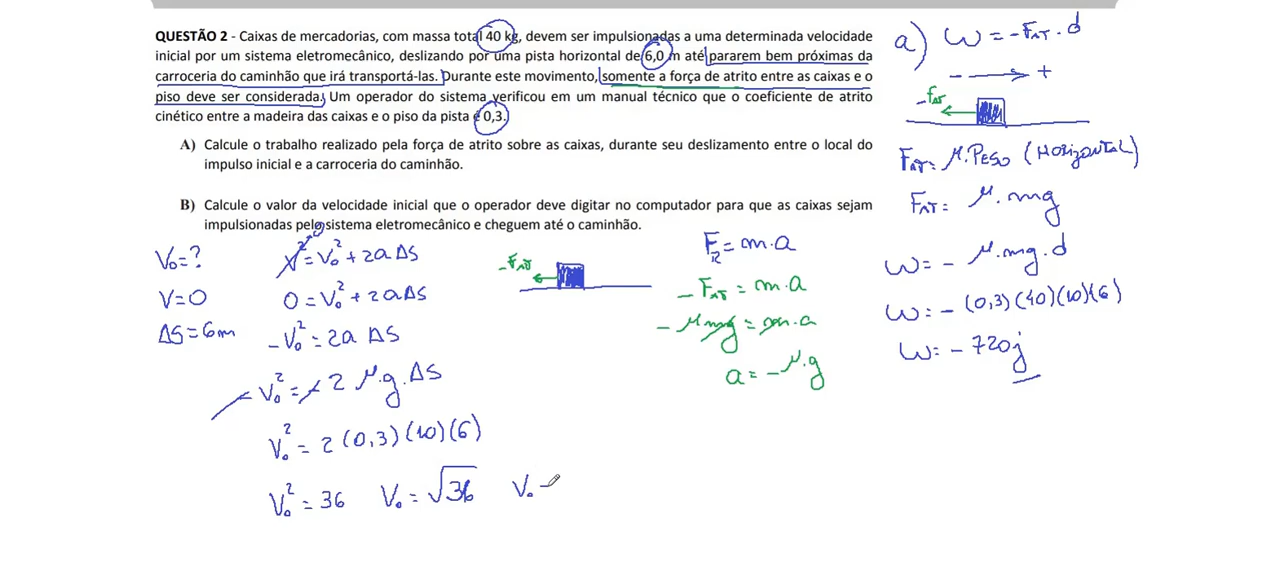 QUESTÃO 2 - Caixas de mercadorias, com massa total 40 kg, devem ser impulsionadas a uma determinada velocidade
inicial por um sistema eletromecânico, deslizando por uma pista horizontal de 6,0 m até pararem bem próximas da
carroceria do caminhão que irá transportá-las. Durante este movimento, somente a força de atrito entre as caixas e o
piso deve ser considerada. Um operador do sistema verificou em um manual técnico que o coeficiente de atrito
cinético entre a madeira das caixas e o piso da pista é 0,3.
A) Calcule o trabalho realizado pela força de atrito sobre as caixas, durante seu deslizamento entre o local do
impulso inicial e a carroceria do caminhão.
B) Calcule o valor da velocidade inicial que o operador deve digitar no computador para que as caixas sejam
impulsionadas pelo sistema eletromecânico e cheguem até o caminhão.
V₀=?
V=0
ΔS=6m
V²=V₀²+2aΔS
0=V₀²+2aΔS
-V₀²=2a ΔS
-V₀²=-2 μ.g.ΔS
V₀²=2(0,3)(10)(6)
V₀²=36 V₀=√36 V₀ -
-FAT
FR=m.a
-FAT=m.a
-μmg=m.a
a=-μ.g
a) W=-FAT.d
- +
-FAT
FAT=μ.PESO (HORIZONTAL)
FAT=μ.mg
W=-μ.mg.d
W=-(0,3)(40)(10)(6)
W=-720j